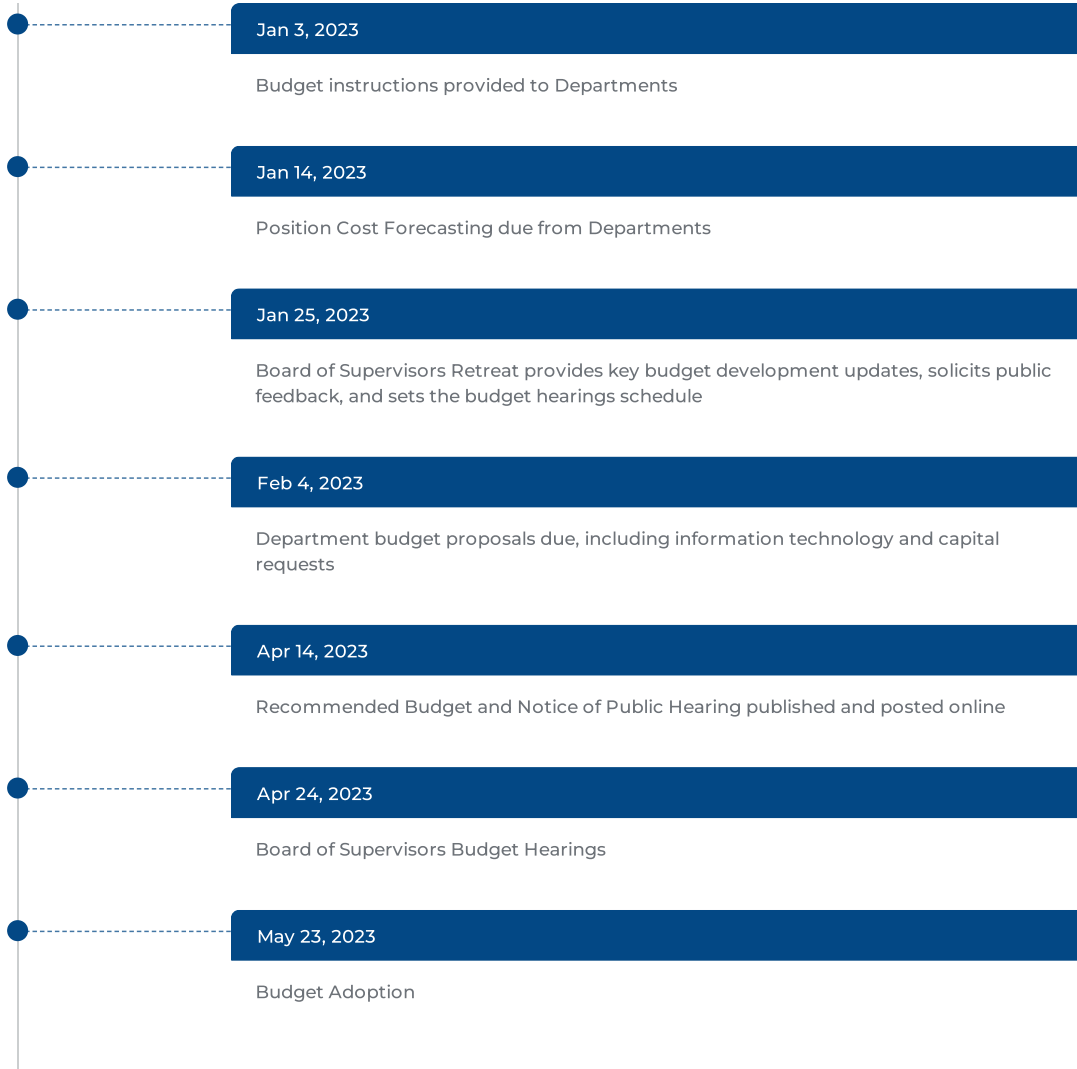 Jan 3, 2023
Budget instructions provided to Departments
Jan 14, 2023
Position Cost Forecasting due from Departments
Jan 25, 2023
Board of Supervisors Retreat provides key budget development updates, solicits public
feedback, and sets the budget hearings schedule
Feb 4, 2023
Department budget proposals due, including information technology and capital
requests
Apr 14, 2023
Recommended Budget and Notice of Public Hearing published and posted online
Apr 24, 2023
Board of Supervisors Budget Hearings
May 23, 2023
Budget Adoption